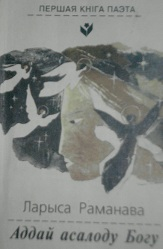 ПЕРШАЯ КНІГА ПАЭТА
Ларыса Раманава
Аддай асалоду Богу